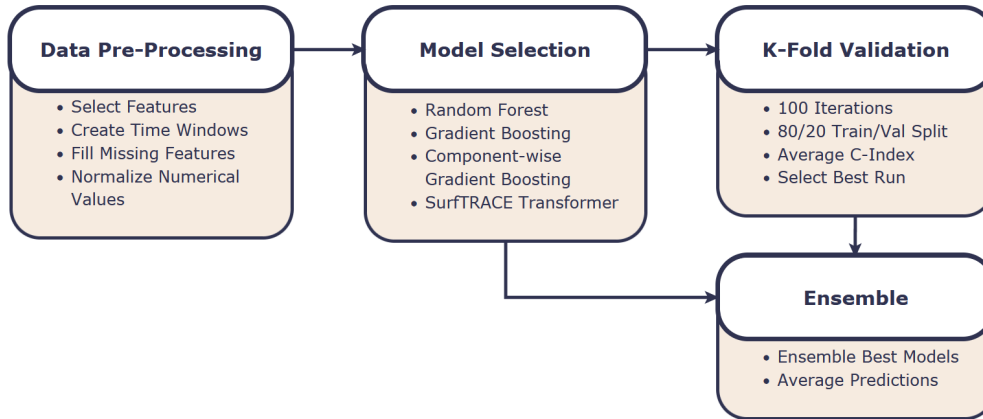 Data Pre-Processing
• Select Features
• Create Time Windows
• Fill Missing Features
• Normalize Numerical
Values
Model Selection
• Random Forest
• Gradient Boosting
• Component-wise
Gradient Boosting
• SurfTRACE Transformer
K-Fold Validation
• 100 Iterations
• 80/20 Train/Val Split
• Average C-Index
• Select Best Run
Ensemble
• Ensemble Best Models
• Average Predictions